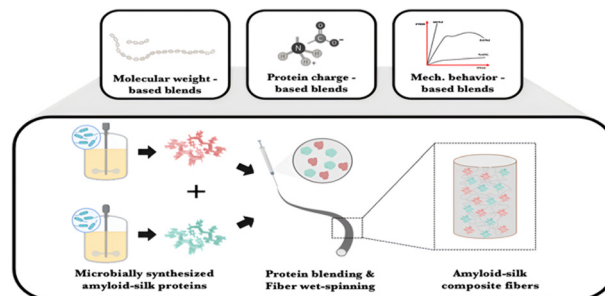 Molecular weight -
based blends
Protein charge -
based blends
Mech. behavior -
based blends
Microbially synthesized
amyloid-silk proteins
Protein blending &
Fiber wet-spinning
Amyloid-silk
composite fibers